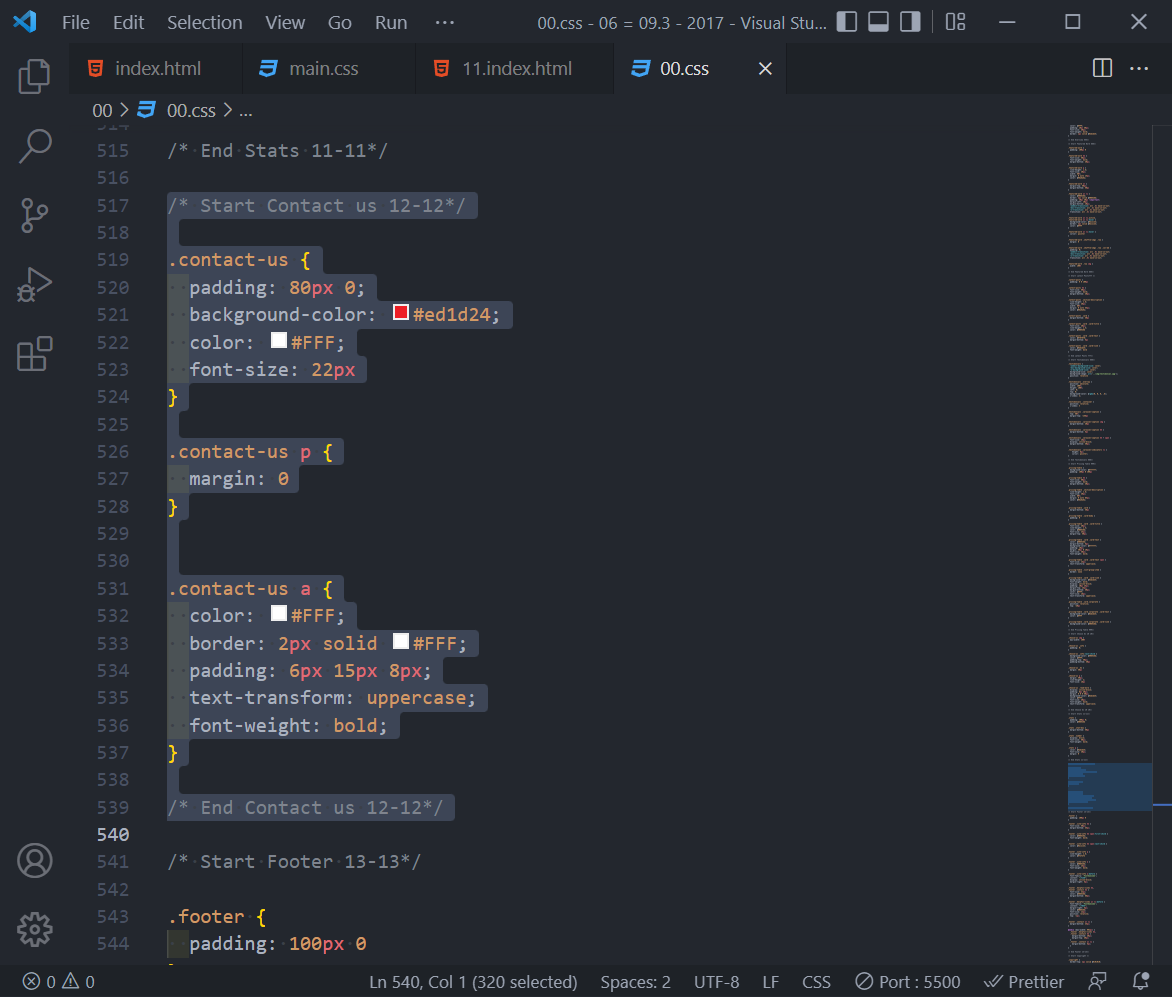 File Edit Selection View Go Run ··· 00.css - 06 = 09.3 - 2017 - Visual Stu...
index.html main.css 11.index.html 00.css
00 > 00.css > ...
514
515 /* End Stats 11-11*/
516
517 /* Start Contact us 12-12*/
518
519 .contact-us {
520 padding: 80px 0;
521 background-color: #ed1d24;
522 color: #FFF;
523 font-size: 22px
524 }
525
526 .contact-us p {
527 margin: 0
528 }
529
530
531 .contact-us a {
532 color: #FFF;
533 border: 2px solid #FFF;
534 padding: 6px 15px 8px;
535 text-transform: uppercase;
536 font-weight: bold;
537 }
538
539 /* End Contact us 12-12*/
540
541 /* Start Footer 13-13*/
542
543 .footer {
544 padding: 100px 0
0 0 Ln 540, Col 1 (320 selected) Spaces: 2 UTF-8 LF CSS Port : 5500 Prettier